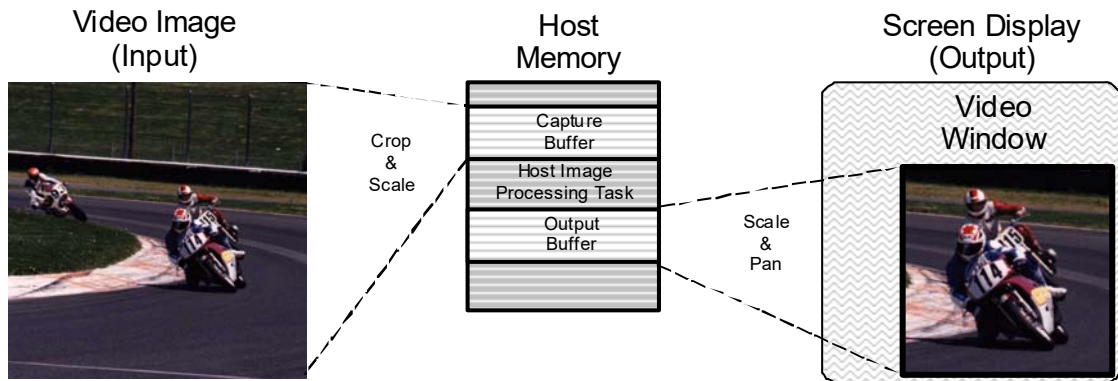 Video Image
(Input)
Host
Memory
Screen Display
(Output)
Crop
&
Scale
Capture
Buffer
Host Image
Processing Task
Output
Buffer
Scale
&
Pan
Video
Window
114